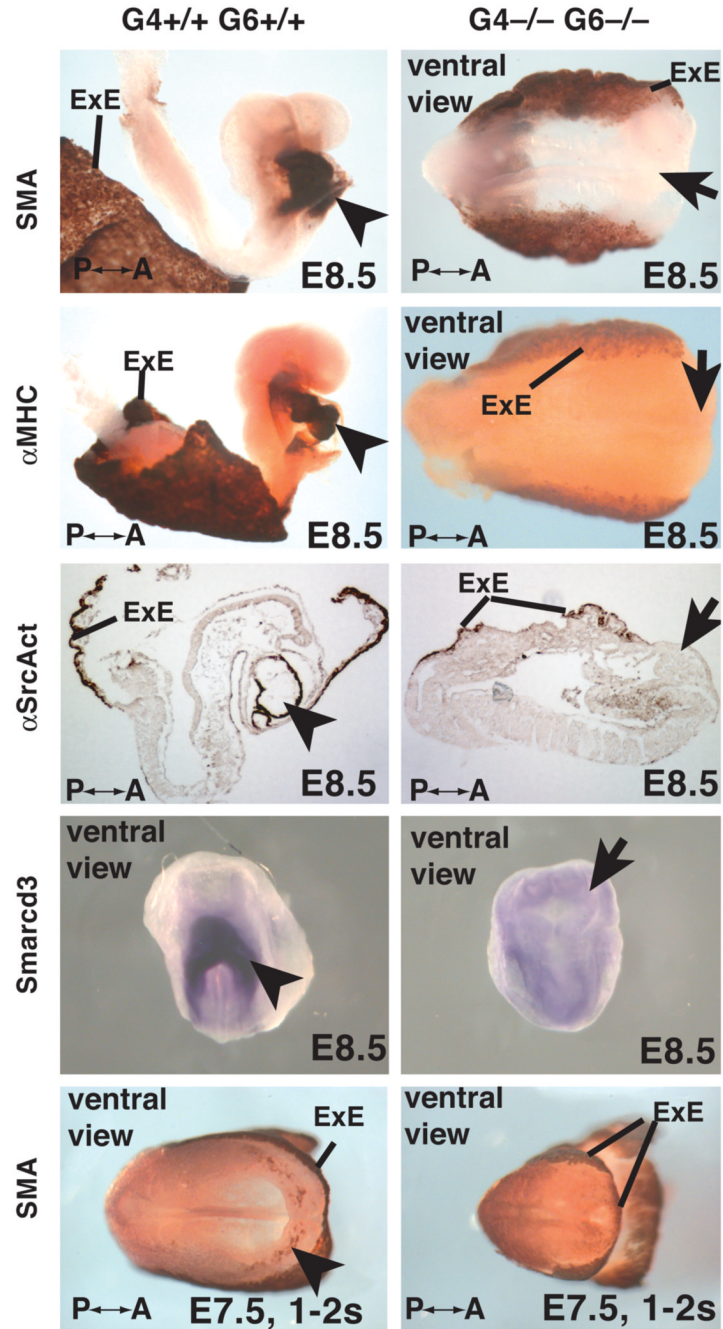 G4+/+ G6+/+
G4–/– G6–/–
SMA
ExE
P↔A
E8.5
ventral
view
ExE
E8.5
αMHC
ExE
P↔A
E8.5
ventral
view
ExE
P↔A
E8.5
αSrcAct
ExE
P↔A
E8.5
ExE
P↔A
E8.5
Smarcd3
ventral
view
E8.5
ventral
view
E8.5
SMA
ventral
view
ExE
P↔A
E7.5, 1-2s
ventral
view
ExE
P↔A
E7.5, 1-2s